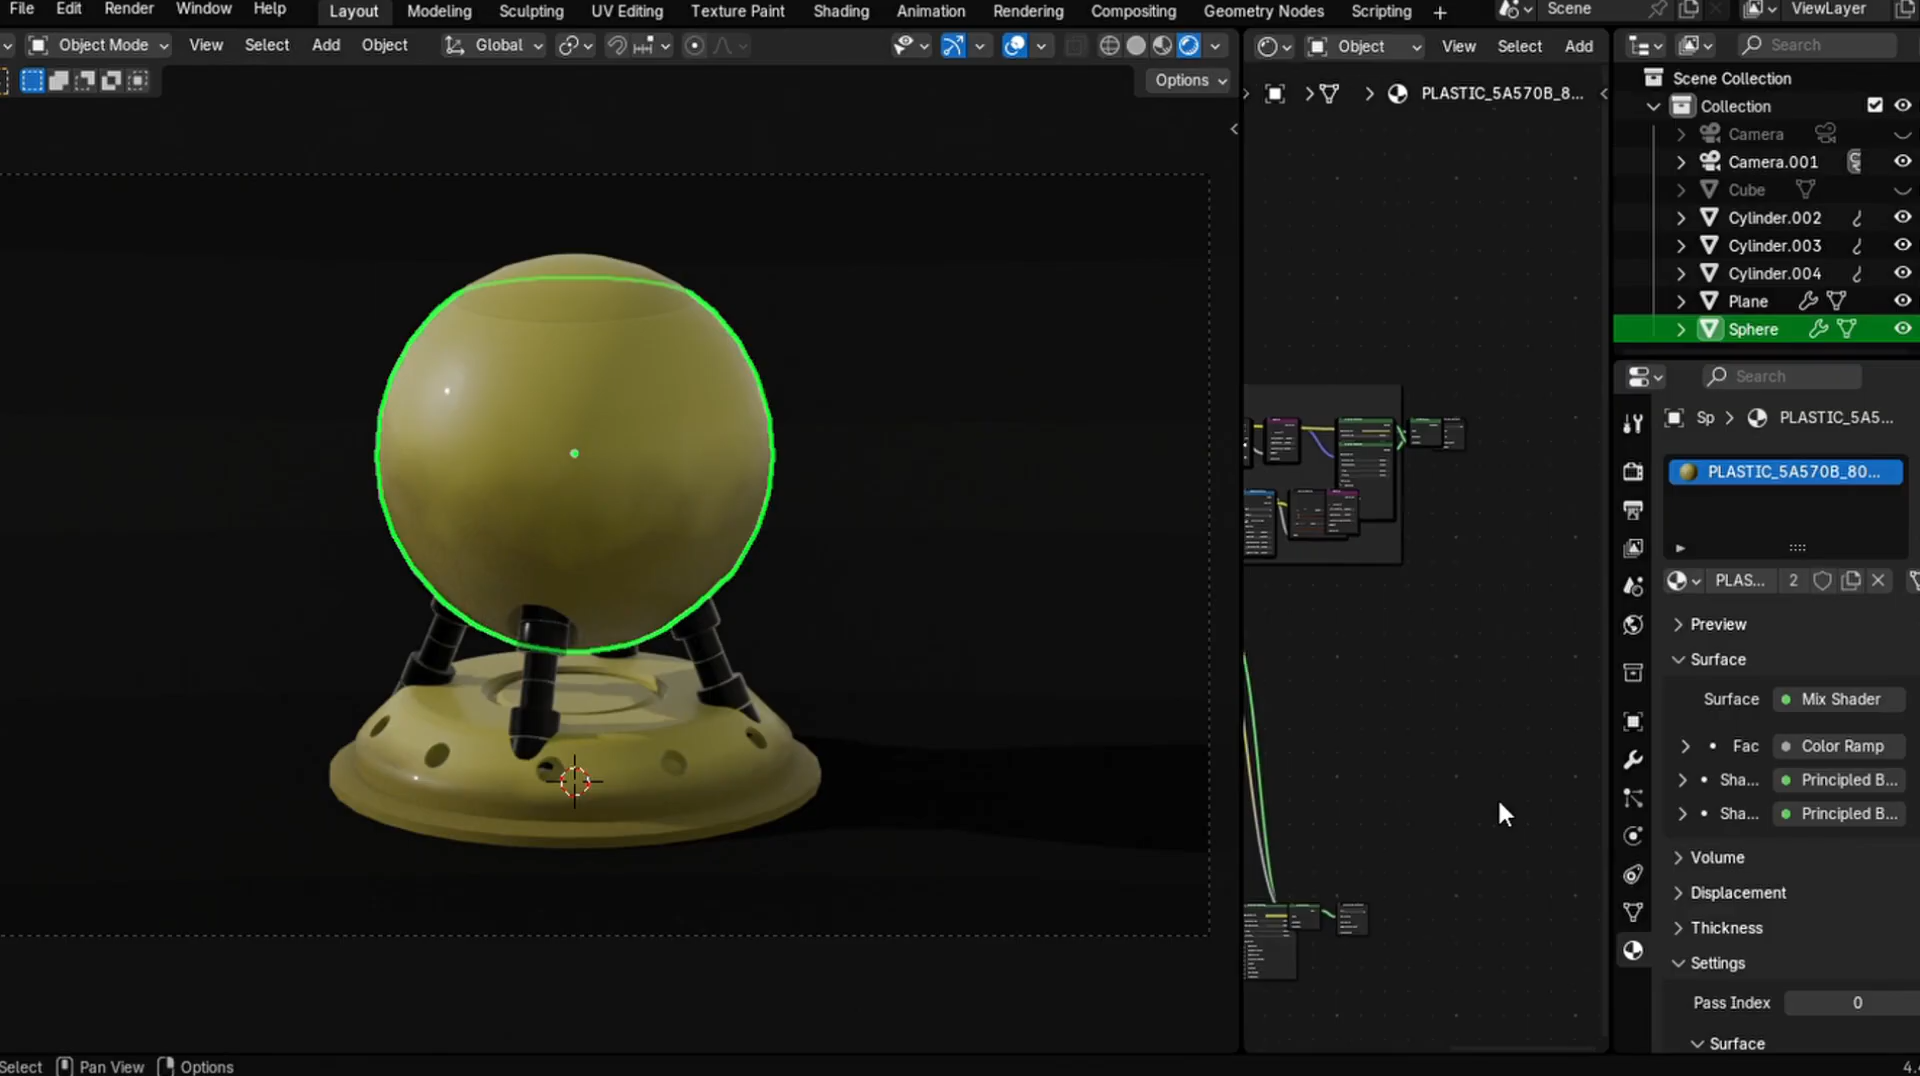 File Edit Render Window Help Layout Modeling Sculpting UV Editing Texture Paint Shading Animation Rendering Compositing Geometry Nodes Scripting + Scene ViewLayer
Object Mode View Select Add Object Global Object View Select Add Search
Options
PLASTIC_5A570B_8...
Scene Collection
Collection
Camera
Camera.001
Cube
Cylinder.002
Cylinder.003
Cylinder.004
Plane
Sphere
Search
Sp PLASTIC_5A5...
PLASTIC_5A570B_80...
PLAS... 2
Preview
Surface
Surface Mix Shader
Fac Color Ramp
Sha... Principled B...
Sha... Principled B...
Volume
Displacement
Thickness
Settings
Pass Index 0
Surface
Select Pan View Options